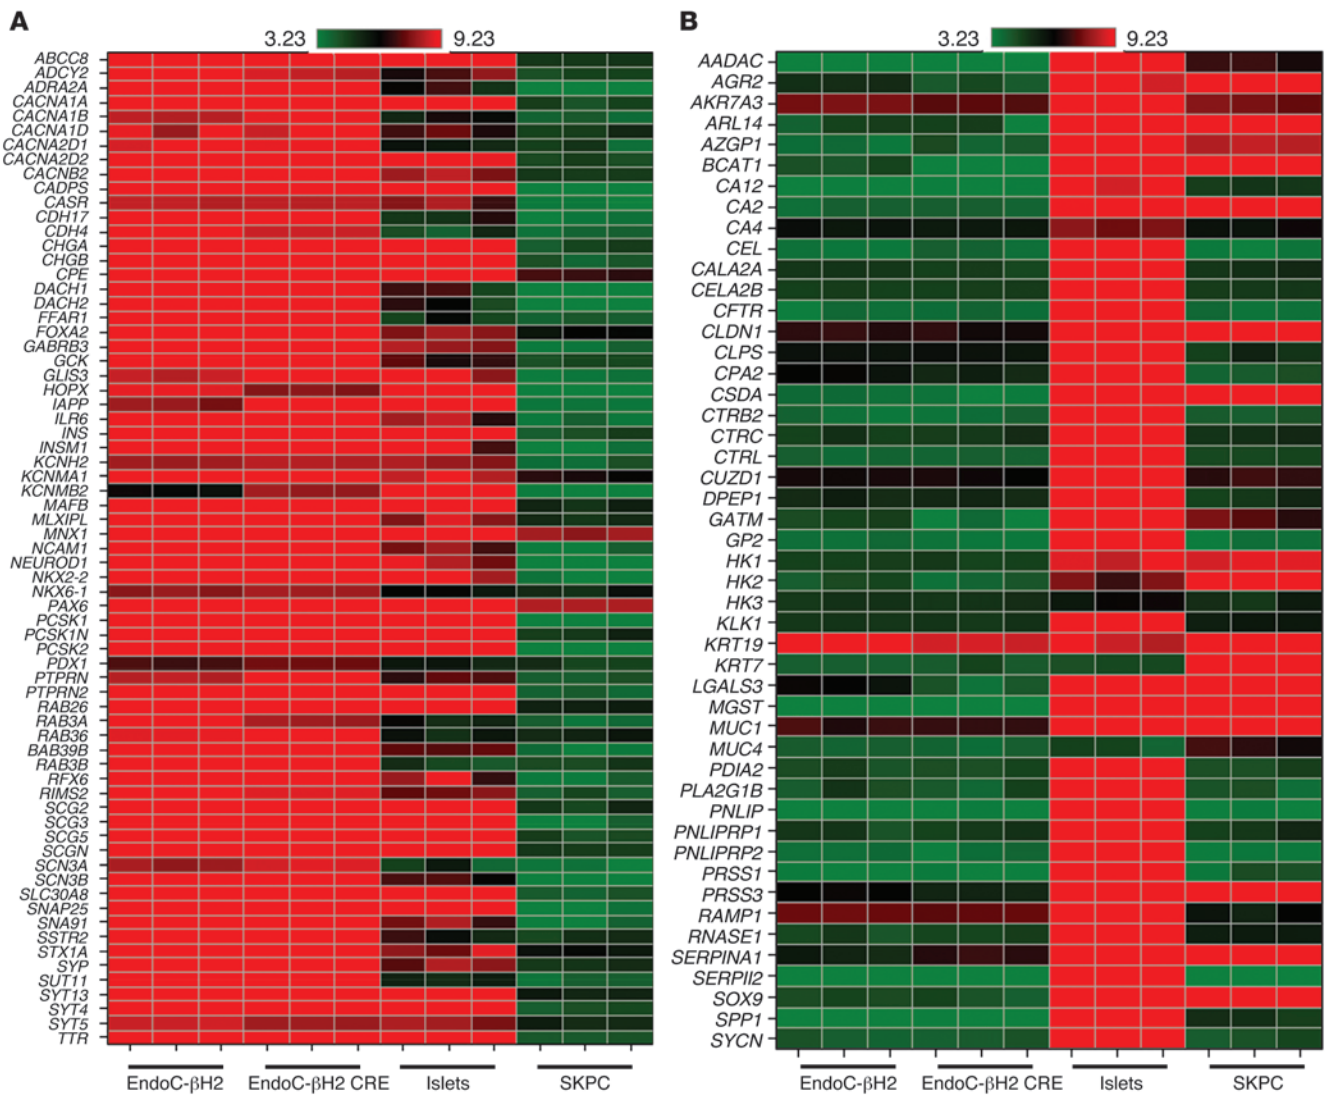 A
3.23 9.23
ABCC8
ADCY2
ADRA2A
CACNA1A
CACNA1B
CACNA1D
CACNA2D1
CACNA2D2
CACNB2
CADPS
CASR
CDH17
CDH4
CHGA
CHGB
CPE
DACH1
DACH2
FFAR1
FOXA2
GABRB3
GCK
GLIS3
HOPX
IAPP
ILR6
INS
INSM1
KCNH2
KCNMA1
KCNMB2
MAFB
MLXIPL
MNX1
NCAM1
NEUROD1
NKX2-2
NKX6-1
PAX6
PCSK1
PCSK1N
PCSK2
PDX1
PTPRN
PTPRN2
RAB26
RAB3A
RAB36
BAB39B
RAB3B
RFX6
RIMS2
SCG2
SCG3
SCG5
SCGN
SCN3A
SCN3B
SLC30A8
SNAP25
SNA91
SSTR2
STX1A
SYP
SUT11
SYT13
SYT4
SYT5
TTR
EndoC-βH2 EndoC-βH2 CRE Islets SKPC
B
3.23 9.23
AADAC
AGR2
AKR7A3
ARL14
AZGP1
BCAT1
CA12
CA2
CA4
CEL
CALA2A
CELA2B
CFTR
CLDN1
CLPS
CPA2
CSDA
CTRB2
CTRC
CTRL
CUZD1
DPEP1
GATM
GP2
HK1
HK2
HK3
KLK1
KRT19
KRT7
LGALS3
MGST
MUC1
MUC4
PDIA2
PLA2G1B
PNLIP
PNLIPRP1
PNLIPRP2
PRSS1
PRSS3
RAMP1
RNASE1
SERPINA1
SERPII2
SOX9
SPP1
SYCN
EndoC-βH2 EndoC-βH2 CRE Islets SKPC